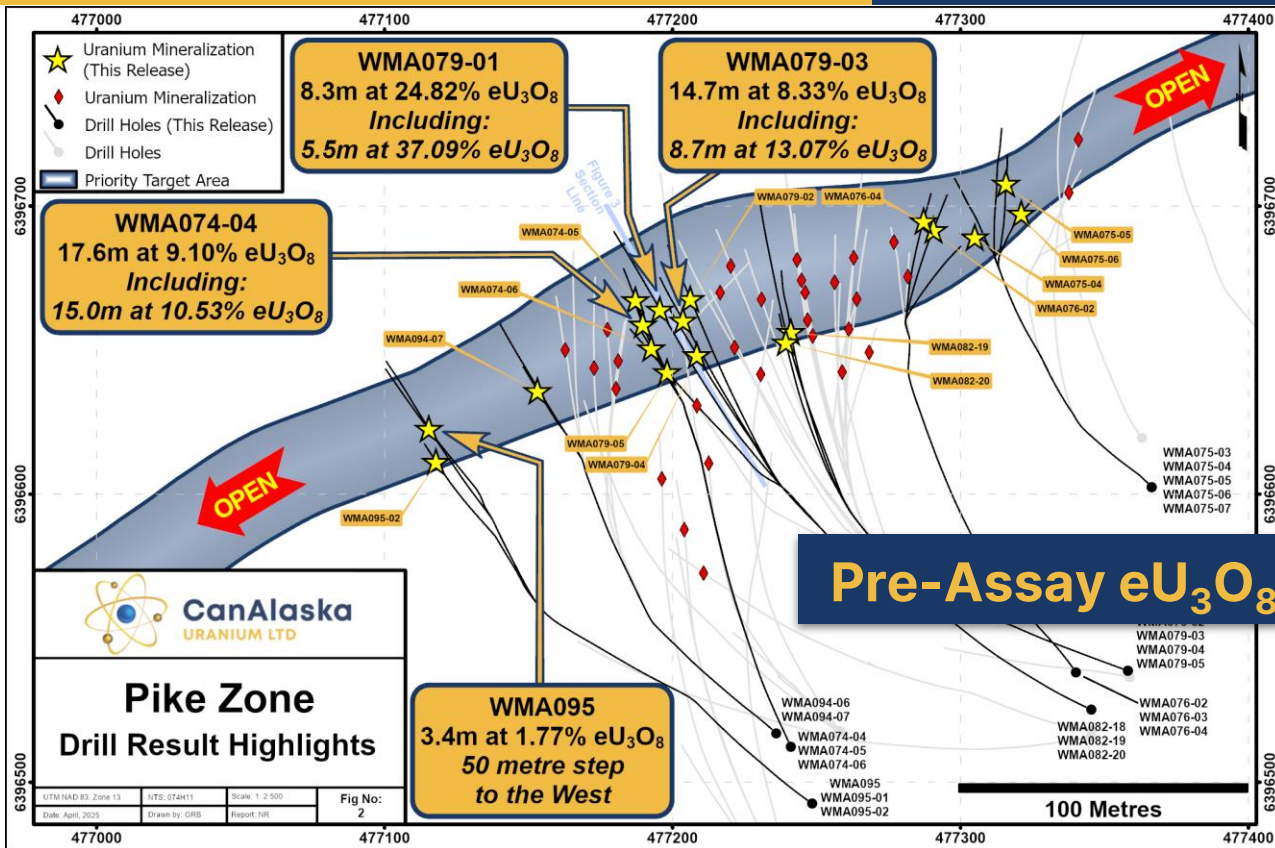 477000
477100
477200
477300
477400
Uranium Mineralization
(This Release)
Uranium Mineralization
Drill Holes (This Release)
Drill Holes
Priority Target Area
WMA079-01
8.3m at 24.82% eU₃O₈
Including:
5.5m at 37.09% eU₃O₈
WMA079-03
14.7m at 8.33% eU₃O₈
Including:
8.7m at 13.07% eU₃O₈
OPEN
N
6396700
6396700
WMA074-04
17.6m at 9.10% eU₃O₈
Including:
15.0m at 10.53% eU₃O₈
Figure 3
Section
Line
WMA079-02
WMA076-04
WMA074-05
WMA075-05
WMA075-06
WMA075-04
WMA076-02
WMA074-06
WMA094-07
WMA082-19
WMA082-20
WMA079-05
WMA079-04
WMA095-02
OPEN
6396600
6396600
WMA075-03
WMA075-04
WMA075-05
WMA075-06
WMA075-07
Pre-Assay eU₃O₈
WMA079-03
WMA079-04
WMA079-05
WMA076-02
WMA076-03
WMA076-04
WMA082-18
WMA082-19
WMA082-20
WMA094-06
WMA094-07
WMA074-04
WMA074-05
WMA074-06
WMA095
WMA095-01
WMA095-02
WMA095
3.4m at 1.77% eU₃O₈
50 metre step
to the West
CanAlaska
URANIUM LTD
Pike Zone
Drill Result Highlights
UTM NAD 83 Zone 13
NTS: 074H11
Scale: 1: 2 500
Fig No:
2
Date: April, 2025
Drawn by: GRB
Report: NR
100 Metres
6396500
6396500
477000
477100
477200
477300
477400